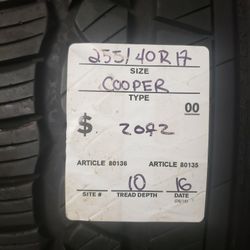 255/40R17
SIZE
COOPER
TYPE
00
$ 2042
ARTICLE 80136 ARTICLE 80135
10 16
SITE # TREAD DEPTH DATE